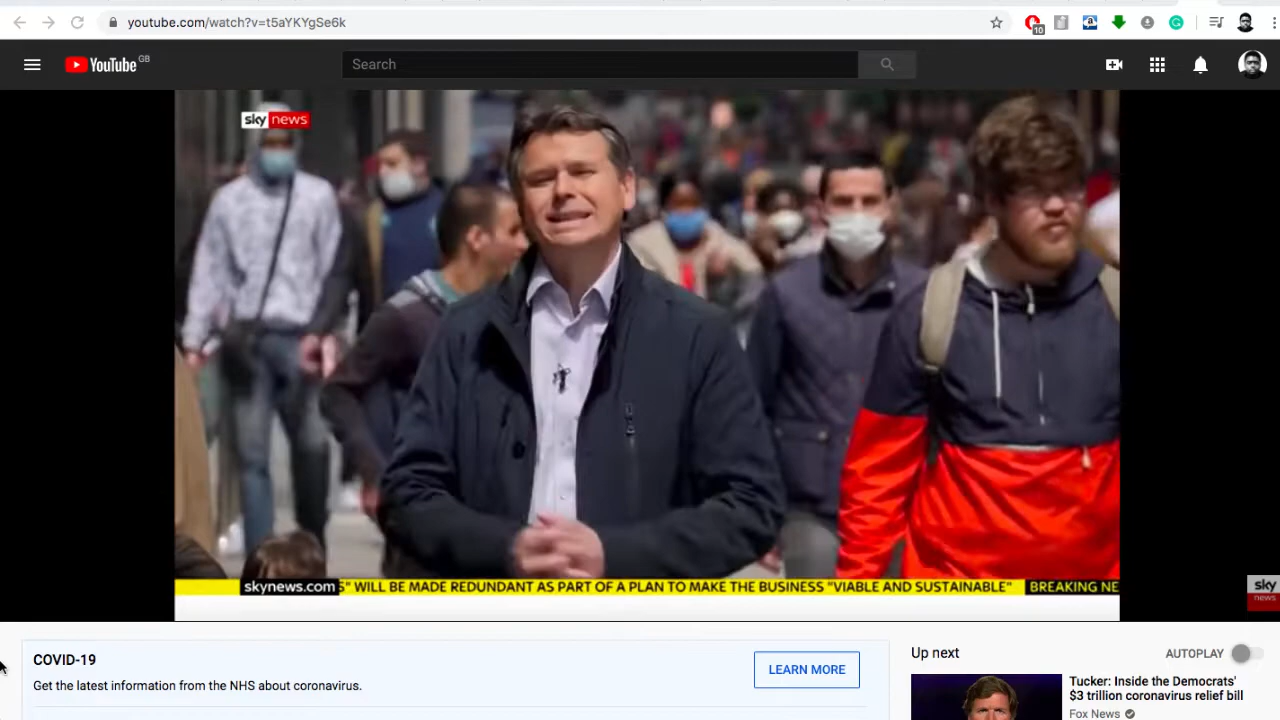 youtube.com/watch?v=t5aYKYgSe6k
10
YouTube GB
Search
sky news
skynews.com S" WILL BE MADE REDUNDANT AS PART OF A PLAN TO MAKE THE BUSINESS "VIABLE AND SUSTAINABLE" BREAKING NE
sky
news
COVID-19
LEARN MORE
Get the latest information from the NHS about coronavirus.
Up next
AUTOPLAY
Tucker: Inside the Democrats'
$3 trillion coronavirus relief bill
Fox News